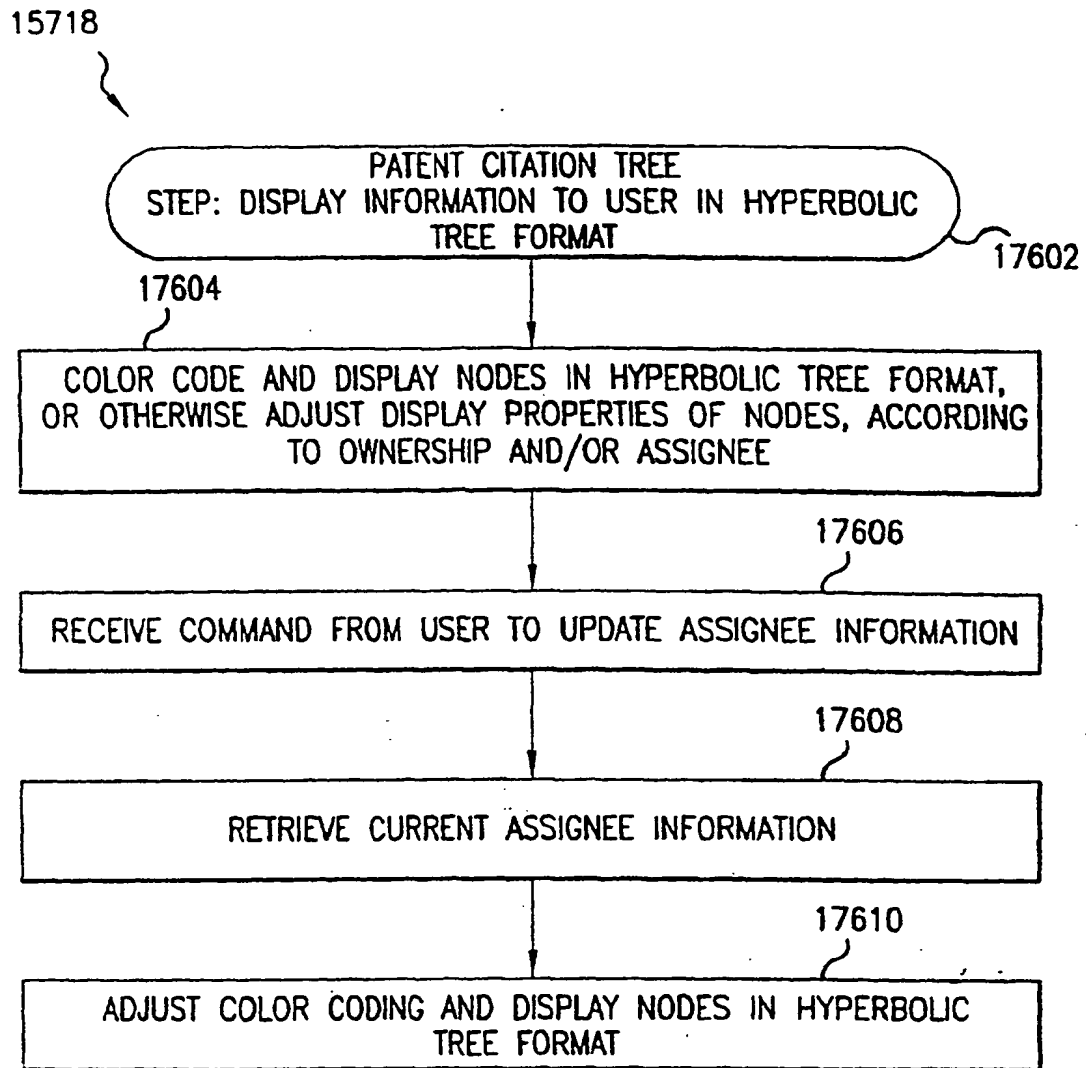 15718
PATENT CITATION TREE
STEP: DISPLAY INFORMATION TO USER IN HYPERBOLIC
TREE FORMAT
17602
17604
COLOR CODE AND DISPLAY NODES IN HYPERBOLIC TREE FORMAT,
OR OTHERWISE ADJUST DISPLAY PROPERTIES OF NODES, ACCORDING
TO OWNERSHIP AND/OR ASSIGNEE
17606
RECEIVE COMMAND FROM USER TO UPDATE ASSIGNEE INFORMATION
17608
RETRIEVE CURRENT ASSIGNEE INFORMATION
17610
ADJUST COLOR CODING AND DISPLAY NODES IN HYPERBOLIC
TREE FORMAT